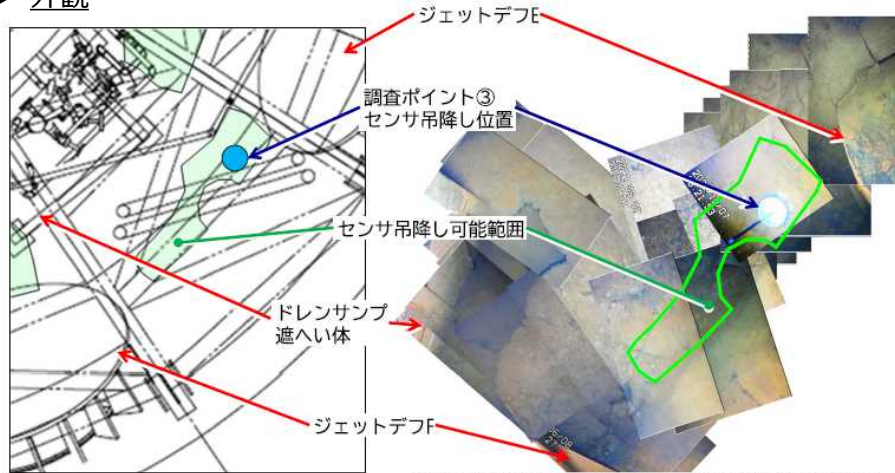 外観
ジェットデフE
調査ポイント③
センサ吊降し位置
センサ吊降し可能範囲
ドレンサンプ
遮へい体
ジェットデフF